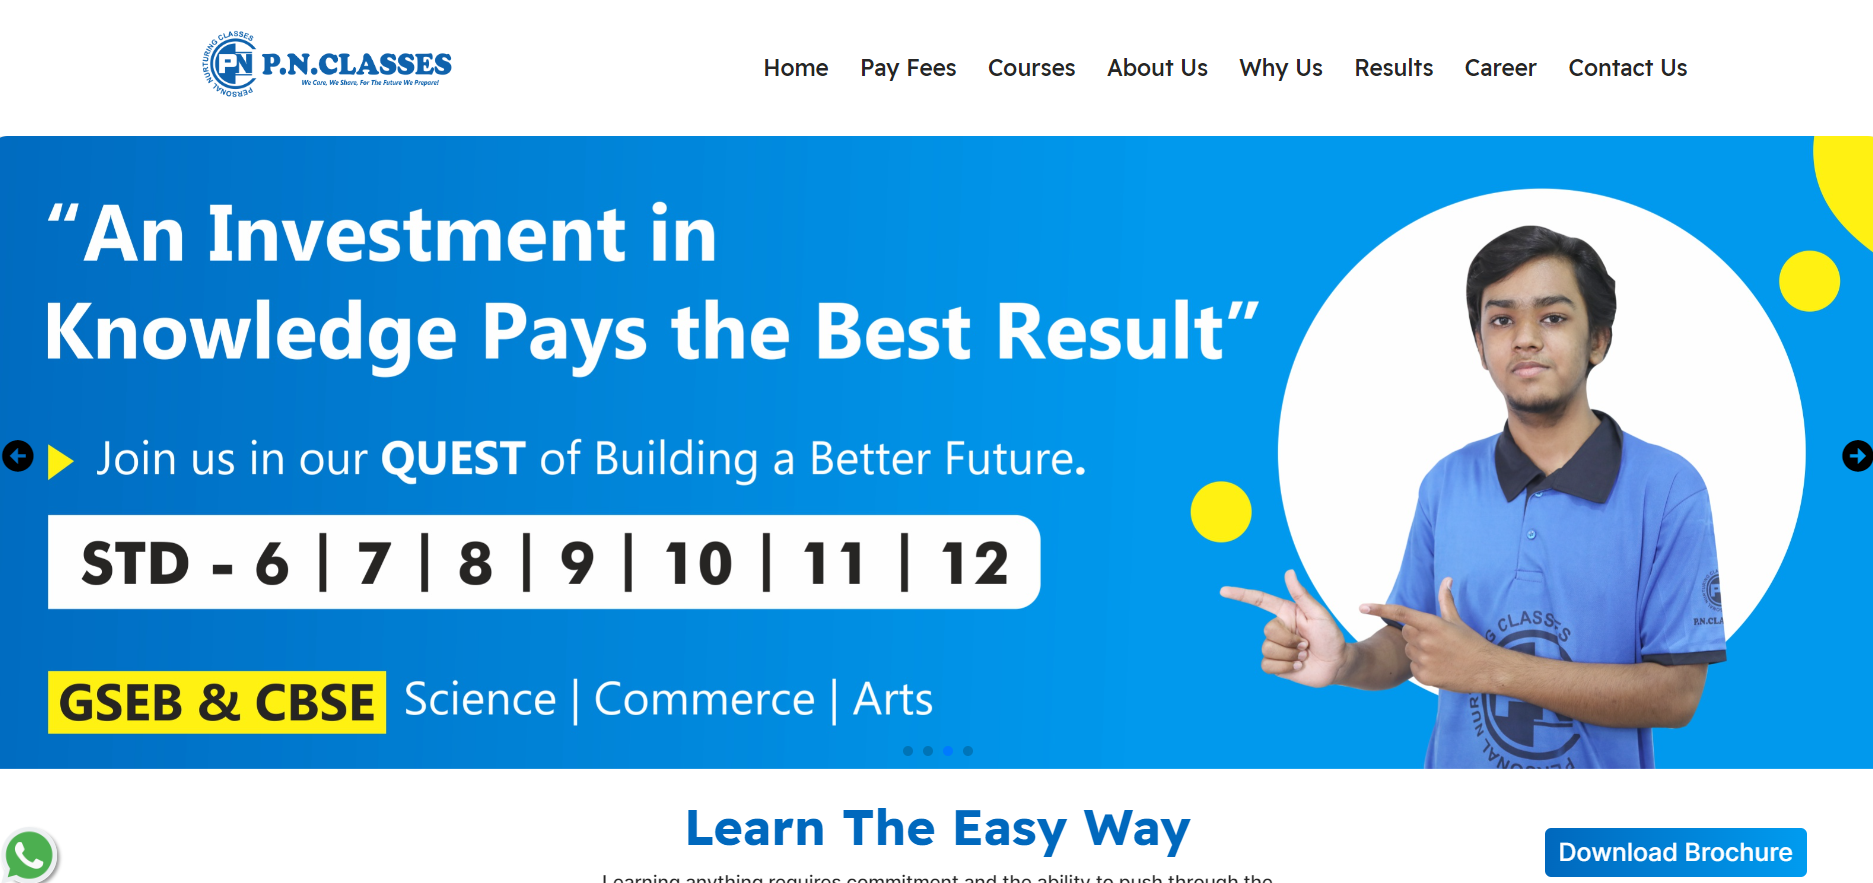 PERSONAL NURTURING CLASSES
PN
P.N.CLASSES
We Care, We Share, For The Future We Prepare!
Home
Pay Fees
Courses
About Us
Why Us
Results
Career
Contact Us
“An Investment in
Knowledge Pays the Best Result”
Join us in our QUEST of Building a Better Future.
STD - 6 | 7 | 8 | 9 | 10 | 11 | 12
GSEB & CBSE Science | Commerce | Arts
Learn The Easy Way
Download Brochure
Learning anything requires commitment and the ability to push through the